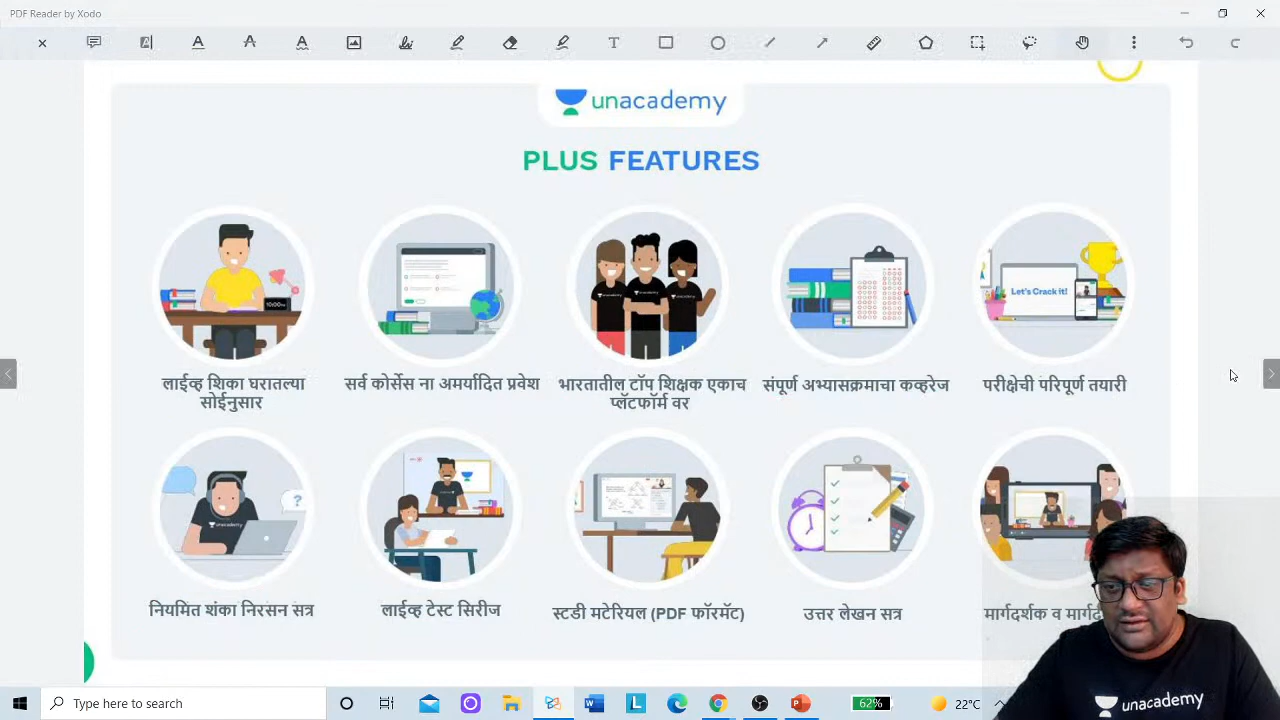 PDF Reader by Xodo
unacademy
PLUS FEATURES
10:00
Let's Crack it!
लाईव्ह शिका घरातल्या
सोईनुसार
सर्व कोर्सेस ना अमर्यादित प्रवेश
भारतातील टॉप शिक्षक एकाच
प्लॅटफॉर्म वर
संपूर्ण अभ्यासक्रमाचा कव्हरेज
परीक्षेची परिपूर्ण तयारी
?
नियमित शंका निरसन सत्र
लाईव्ह टेस्ट सिरीज
स्टडी मटेरियल (PDF फॉरमॅट)
उत्तर लेखन सत्र
मार्गदर्शक व
unacademy
Type here to search
62%
22°C